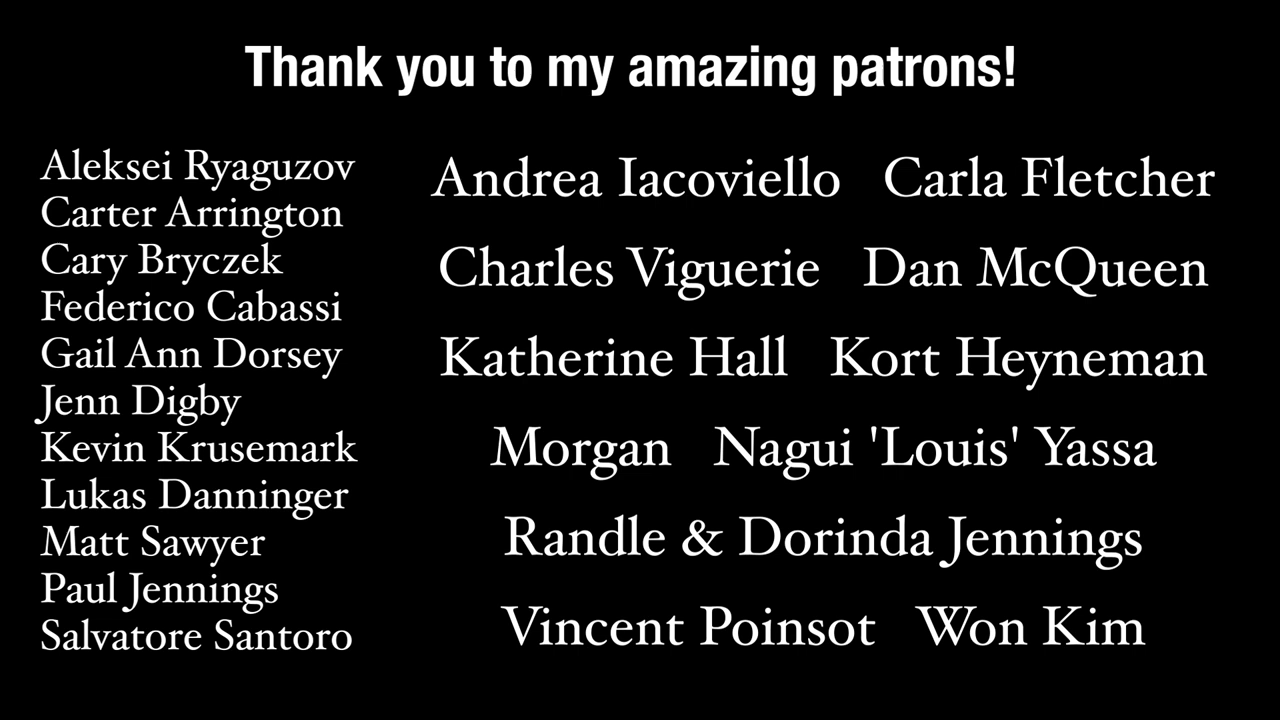 Thank you to my amazing patrons!
Aleksei Ryaguzov
Carter Arrington
Cary Bryczek
Federico Cabassi
Gail Ann Dorsey
Jenn Digby
Kevin Krusemark
Lukas Danninger
Matt Sawyer
Paul Jennings
Salvatore Santoro
Andrea Iacoviello Carla Fletcher
Charles Viguerie Dan McQueen
Katherine Hall Kort Heyneman
Morgan Nagui 'Louis' Yassa
Randle & Dorinda Jennings
Vincent Poinsot Won Kim